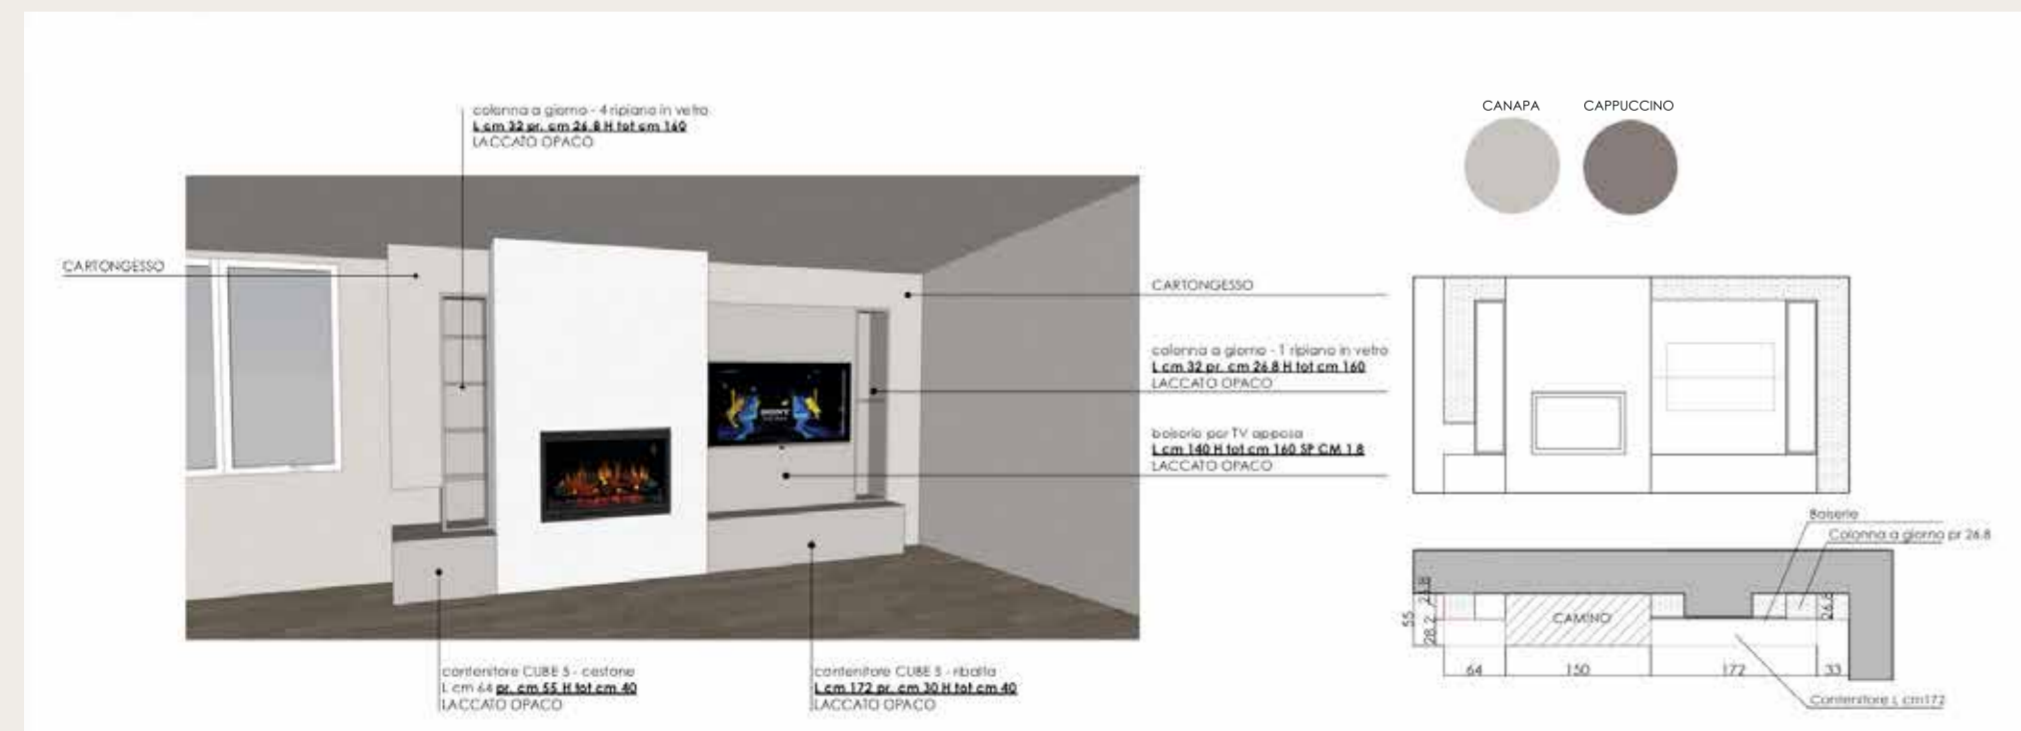 colonna a giorno - 4 ripiano in vetro
L cm 32 pr. cm 26.8 H tot cm 160
LACCATO OPACO
CANAPA
CAPPUCCINO
CARTONGESSO
CARTONGESSO
colonna a giorno - 1 ripiano in vetro
L cm 32 pr. cm 26.8 H tot cm 160
LACCATO OPACO
boiserie per TV appesa
L cm 140 H tot cm 160 SP CM 1.8
LACCATO OPACO
SONY
contenitore CUBE 5 - cestone
L cm 64 pr. cm 55 H tot cm 40
LACCATO OPACO
contenitore CUBE 5 - ribalta
L cm 172 pr. cm 30 H tot cm 40
LACCATO OPACO
Boiserie
Colonna a giorno pr 26.8
55
28.2
CAMINO
26.8
64
150
172
33
Contenitore L cm172